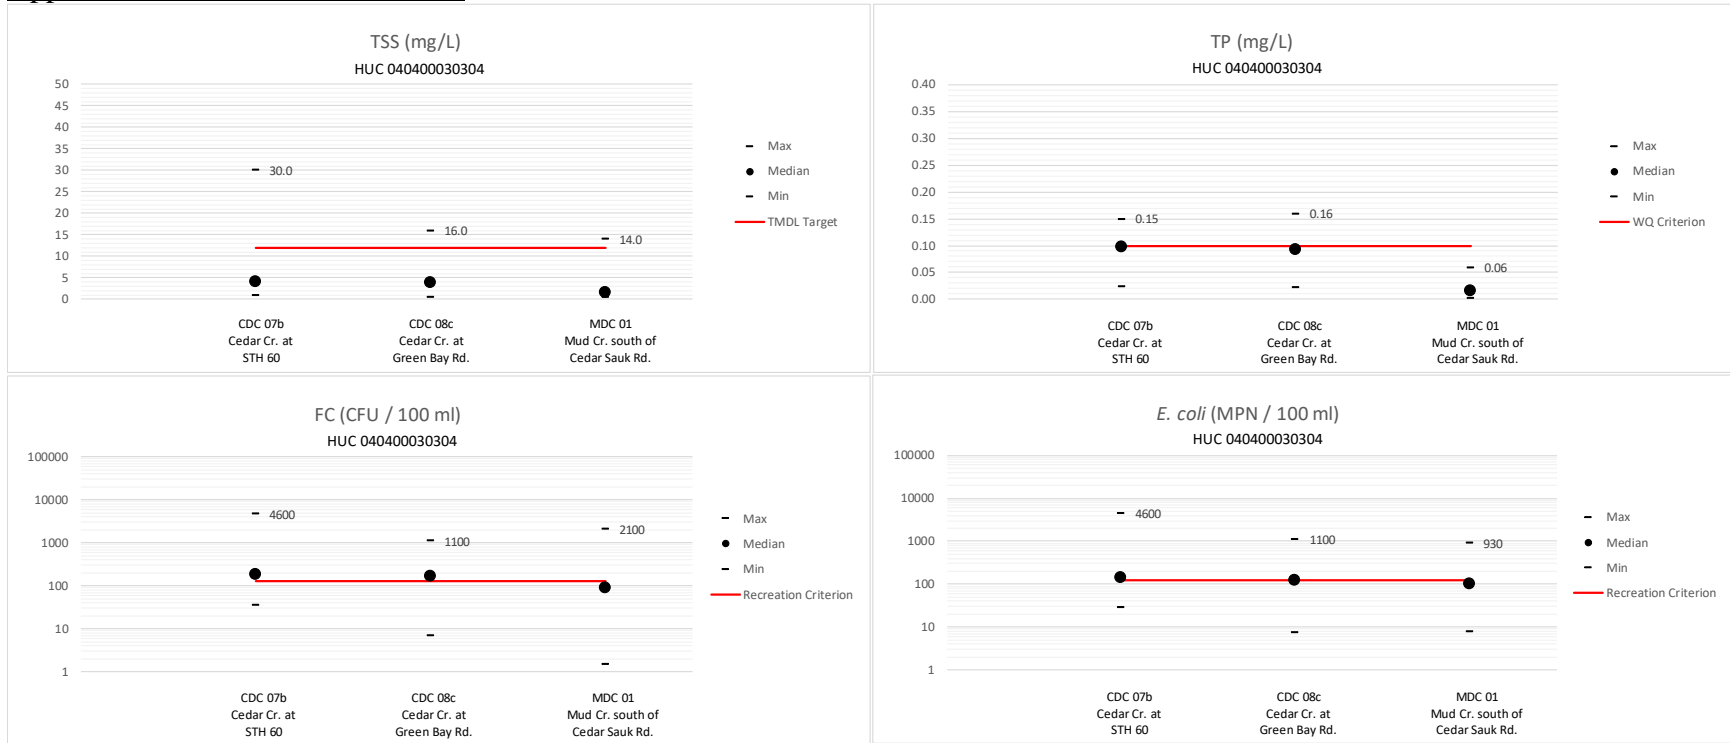 TSS (mg/L)
HUC 040400030304
50
45
40
35
30
25
20
15
10
5
0
30.0
16.0
14.0
Max
Median
Min
TMDL Target
CDC 07b
Cedar Cr. at
STH 60
CDC 08c
Cedar Cr. at
Green Bay Rd.
MDC 01
Mud Cr. south of
Cedar Sauk Rd.
TP (mg/L)
HUC 040400030304
0.40
0.35
0.30
0.25
0.20
0.15
0.10
0.05
0.00
0.15
0.16
0.06
Max
Median
Min
WQ Criterion
CDC 07b
Cedar Cr. at
STH 60
CDC 08c
Cedar Cr. at
Green Bay Rd.
MDC 01
Mud Cr. south of
Cedar Sauk Rd.
FC (CFU / 100 ml)
HUC 040400030304
100000
10000
1000
100
10
1
4600
1100
2100
Max
Median
Min
Recreation Criterion
CDC 07b
Cedar Cr. at
STH 60
CDC 08c
Cedar Cr. at
Green Bay Rd.
MDC 01
Mud Cr. south of
Cedar Sauk Rd.
E. coli (MPN / 100 ml)
HUC 040400030304
100000
10000
1000
100
10
1
4600
1100
930
Max
Median
Min
Recreation Criterion
CDC 07b
Cedar Cr. at
STH 60
CDC 08c
Cedar Cr. at
Green Bay Rd.
MDC 01
Mud Cr. south of
Cedar Sauk Rd.